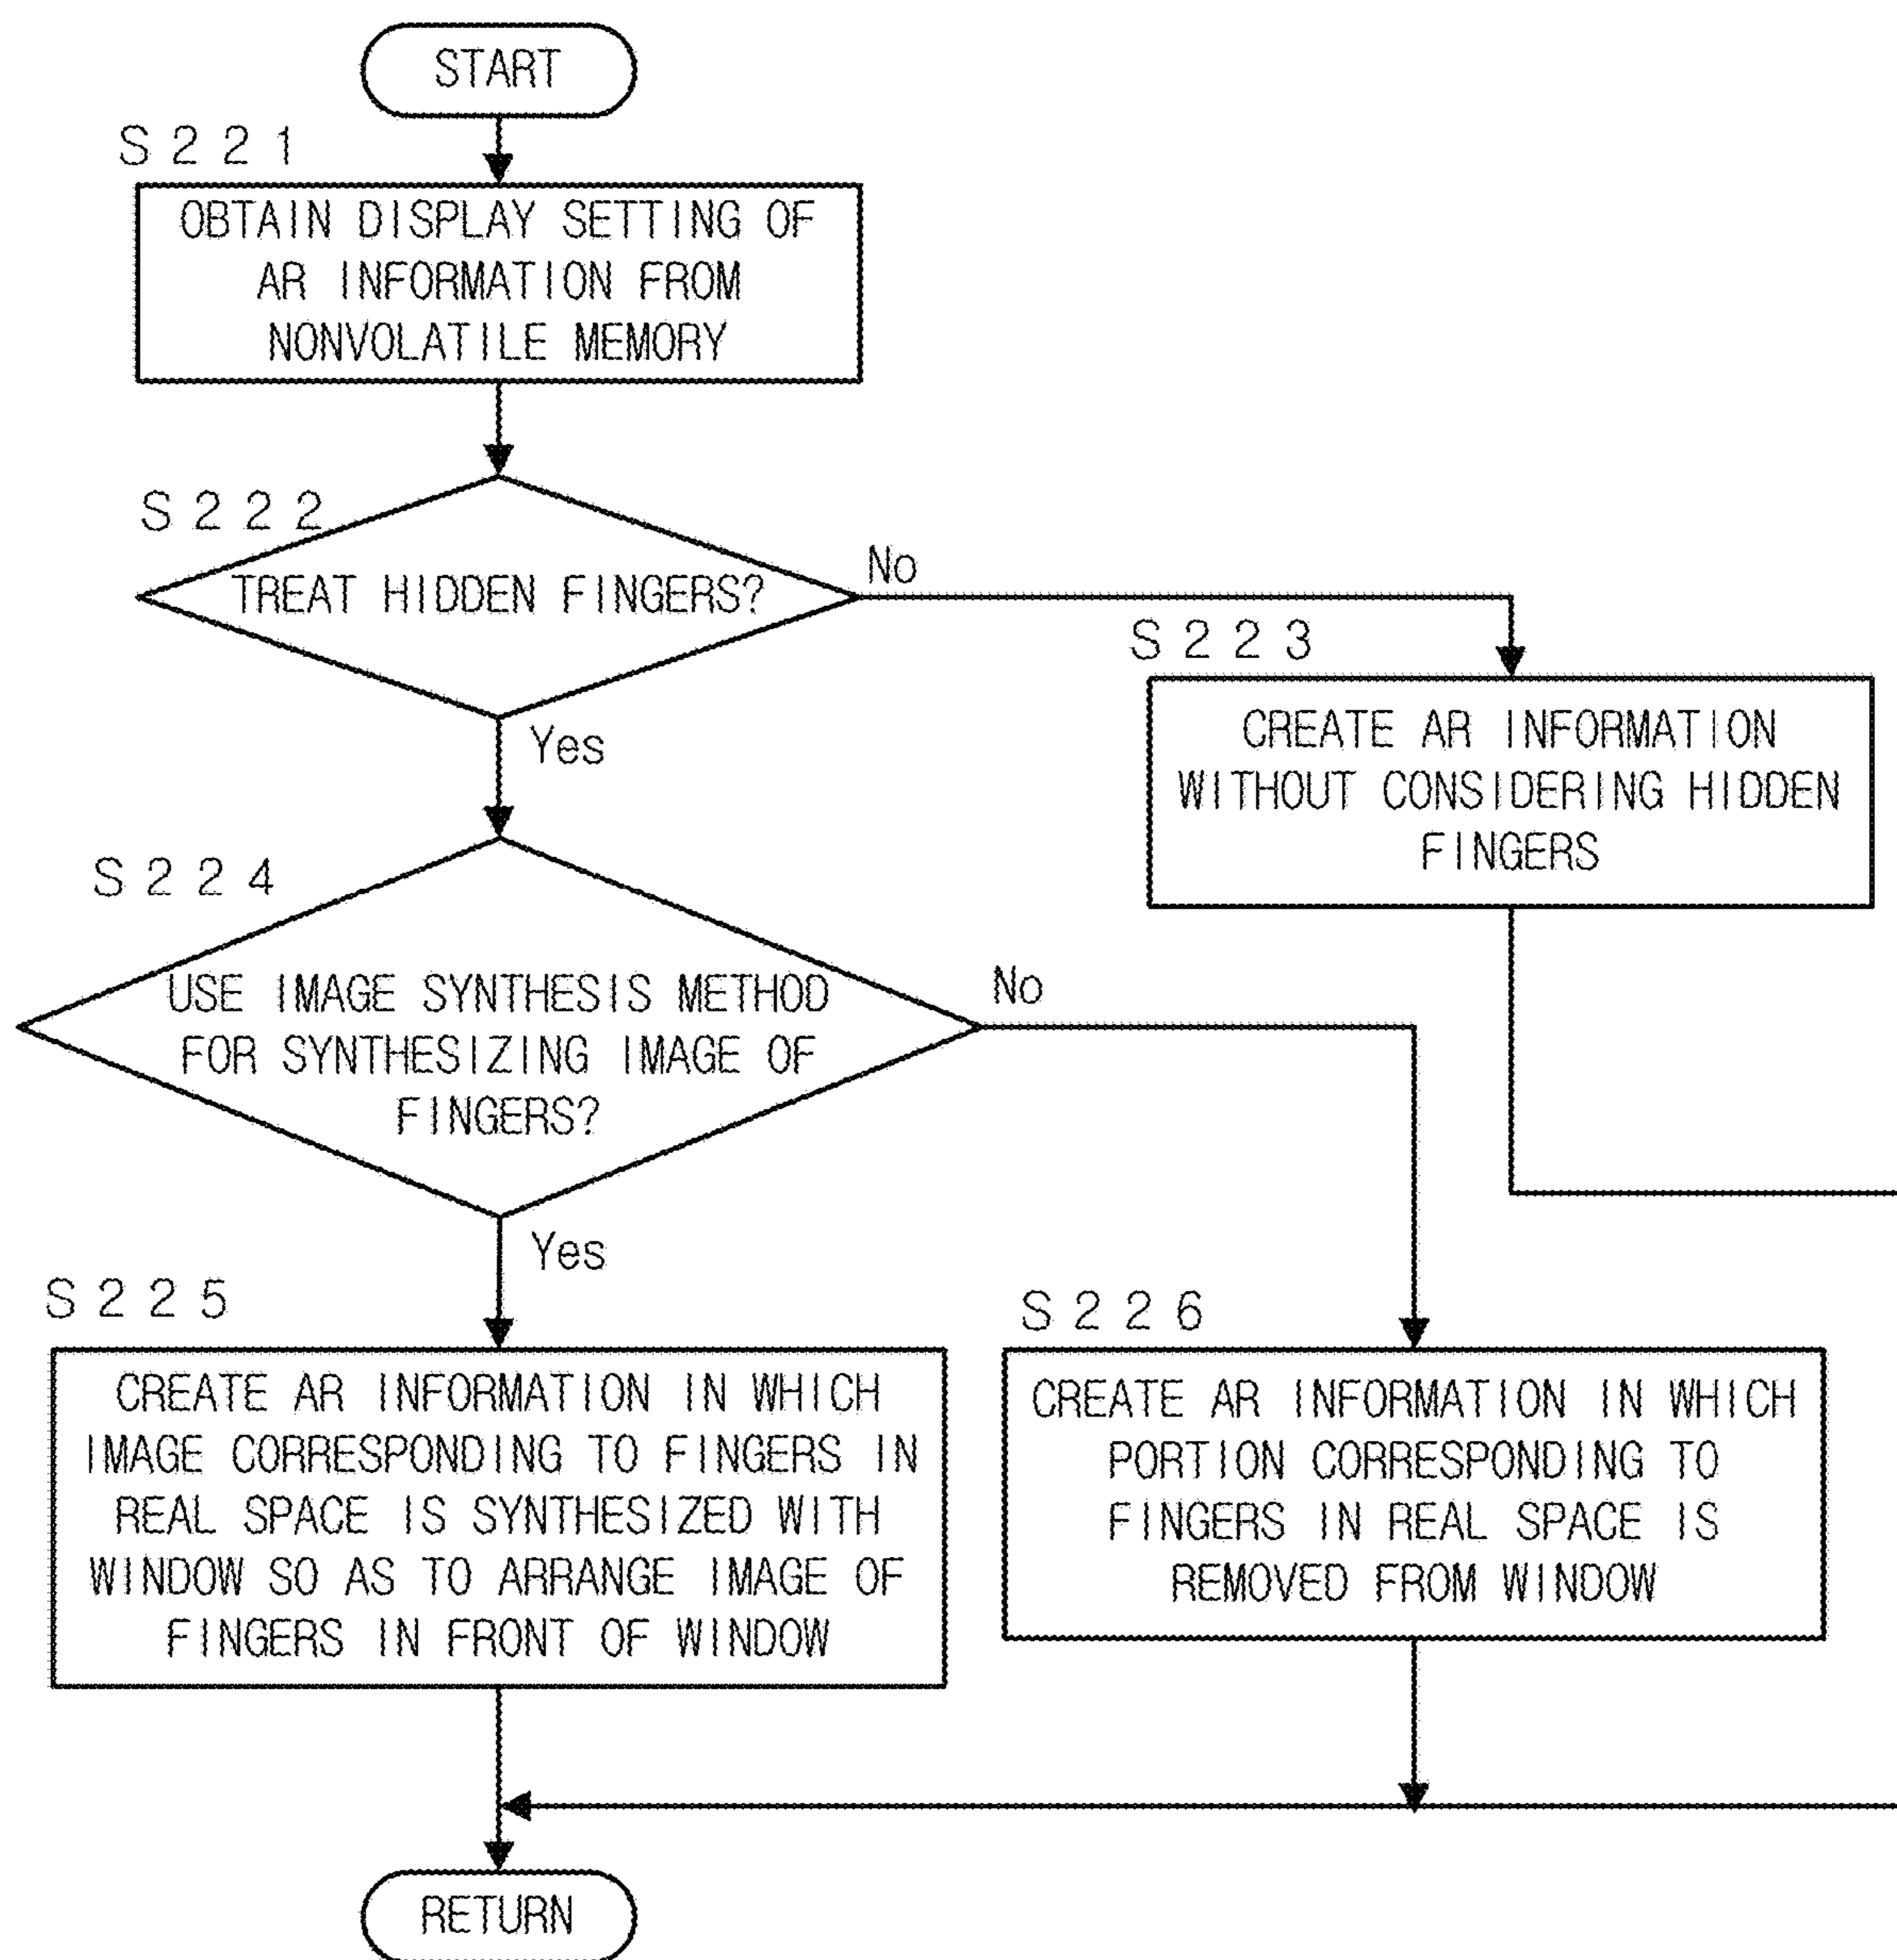 START
S221
OBTAIN DISPLAY SETTING OF
AR INFORMATION FROM
NONVOLATILE MEMORY
S222
TREAT HIDDEN FINGERS?
No
Yes
S223
CREATE AR INFORMATION
WITHOUT CONSIDERING HIDDEN
FINGERS
S224
USE IMAGE SYNTHESIS METHOD
FOR SYNTHESIZING IMAGE OF
FINGERS?
No
Yes
S225
CREATE AR INFORMATION IN WHICH
IMAGE CORRESPONDING TO FINGERS IN
REAL SPACE IS SYNTHESIZED WITH
WINDOW SO AS TO ARRANGE IMAGE OF
FINGERS IN FRONT OF WINDOW
S226
CREATE AR INFORMATION IN WHICH
PORTION CORRESPONDING TO
FINGERS IN REAL SPACE IS
REMOVED FROM WINDOW
RETURN